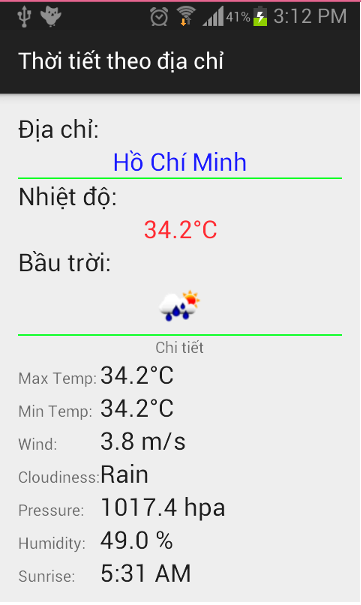 41% 3:12 PM
Thời tiết theo địa chỉ
Địa chỉ:
Hồ Chí Minh
Nhiệt độ:
34.2°C
Bầu trời:
Chi tiết
Max Temp: 34.2°C
Min Temp: 34.2°C
Wind: 3.8 m/s
Cloudiness: Rain
Pressure: 1017.4 hpa
Humidity: 49.0 %
Sunrise: 5:31 AM